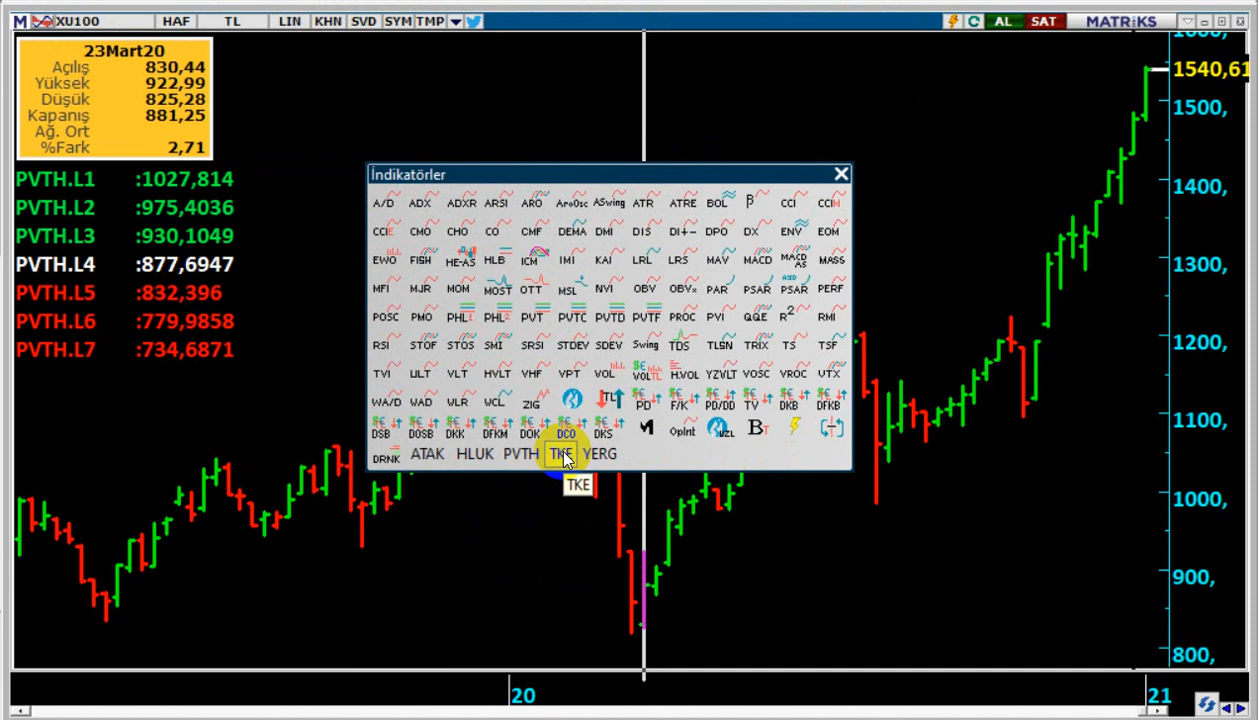 M XU100 HAF TL LIN KHN SVD SYM TMP AL SAT MATRiKS
23Mart20
Açılış 830,44
Yüksek 922,99
Düşük 825,28
Kapanış 881,25
Ağ. Ort
%Fark 2,71
PVTH.L1 :1027,814
PVTH.L2 :975,4036
PVTH.L3 :930,1049
PVTH.L4 :877,6947
PVTH.L5 :832,396
PVTH.L6 :779,9858
PVTH.L7 :734,6871
İndikatörler
A/D ADX ADXR ARSI ARO AroOsc ASwing ATR ATRE BOL β CCI CCIM
CCIE CMO CHO CO CMF DEMA DMI DIS DI+- DPO DX ENV EOM
EWO FISH HE-AS HLB ICM IMI KAI LRL LRS MAV MACD MACD AS MASS
MFI MJR MOM MOST OTT MSL NVI OBV OBVx PAR PSAR PSAR PERF
POSC PMO PHL1 PHL2 PVT PVTC PVTD PVTF PROC PVI QQE R2 RMI
RSI STOF STOS SMI SRSI STDEV SDEV Swing TDS TLSN TRIX TS TSF
TVI ULT VLT HVLT VHF VPT VOL VOLTL H.VOL YZVLT VOSC VROC VTX
WA/D WAD WLR WCL ZIG TL PD F/K PD/DD TV DKB DFKB
DSB DOSB DKK DFKM DOK DCO DKS OpInt UZL BT
DRNK ATAK HLUK PVTH TKE YERG
TKE
1540,61
1500,
1400,
1300,
1200,
1100,
1000,
900,
800,
20 21